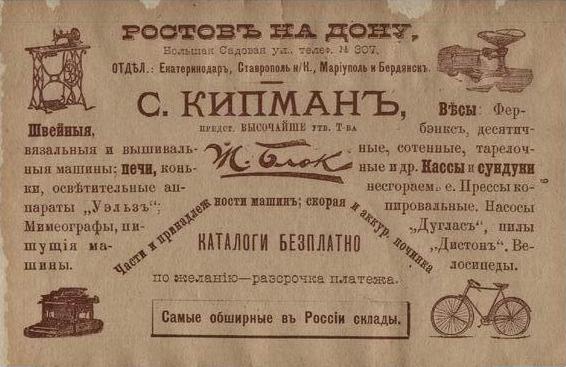 РОСТОВЪ НА ДОНУ,
Большая Садовая ул., телеф. № 307.
ОТДѢЛ.: Екатеринодаръ, Ставрополь н/К., Маріуполь и Бердянскъ.
С. КИПМАНЪ,
ПРЕДСТ. ВЫСОЧАЙШЕ УТВ. Т-ВА
Ж. Блок
Швейныя,
вязальныя и вышиваль-
ныя машины; печи, конь-
ки, освѣтительные ап-
параты „Уэльзъ“;
Мимеографы, пи-
шущія ма-
шины.
ВѢСЫ: Фер-
бэнксъ, десятич-
ные, сотенные, тарелоч-
ные и др. Кассы и сундуки
несгораем. е. Прессы ко-
пировальные. Насосы
„Дугласъ“, пилы
„Дистонъ“. Ве-
лосипеды.
Части и принадлежности машинъ; скорая и аккур. починка
КАТАЛОГИ БЕЗПЛАТНО
по желанію—разсрочка платежа.
Самые обширные въ Россіи склады.